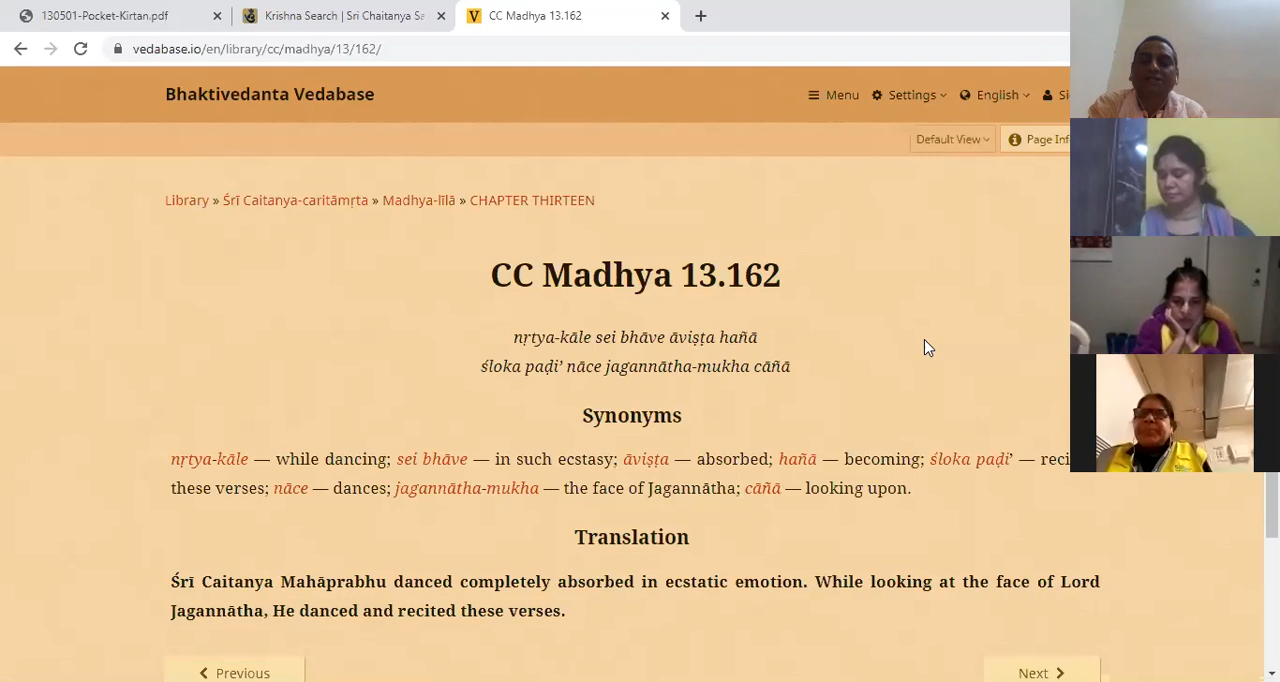 130501-Pocket-Kirtan.pdf
Krishna Search | Sri Chaitanya Sa
CC Madhya 13.162
vedabase.io/en/library/cc/madhya/13/162/
Bhaktivedanta Vedabase
Menu Settings English Si
Default View Page Inf
Library » Śrī Caitanya-caritāmṛta » Madhya-līlā » CHAPTER THIRTEEN
CC Madhya 13.162
nṛtya-kāle sei bhāve āviṣṭa hañā
śloka paḍi’ nāce jagannātha-mukha cāñā
Synonyms
nṛtya-kāle — while dancing; sei bhāve — in such ecstasy; āviṣṭa — absorbed; hañā — becoming; śloka paḍi’ — reci
these verses; nāce — dances; jagannātha-mukha — the face of Jagannātha; cāñā — looking upon.
Translation
Śrī Caitanya Mahāprabhu danced completely absorbed in ecstatic emotion. While looking at the face of Lord
Jagannātha, He danced and recited these verses.
Previous
Next